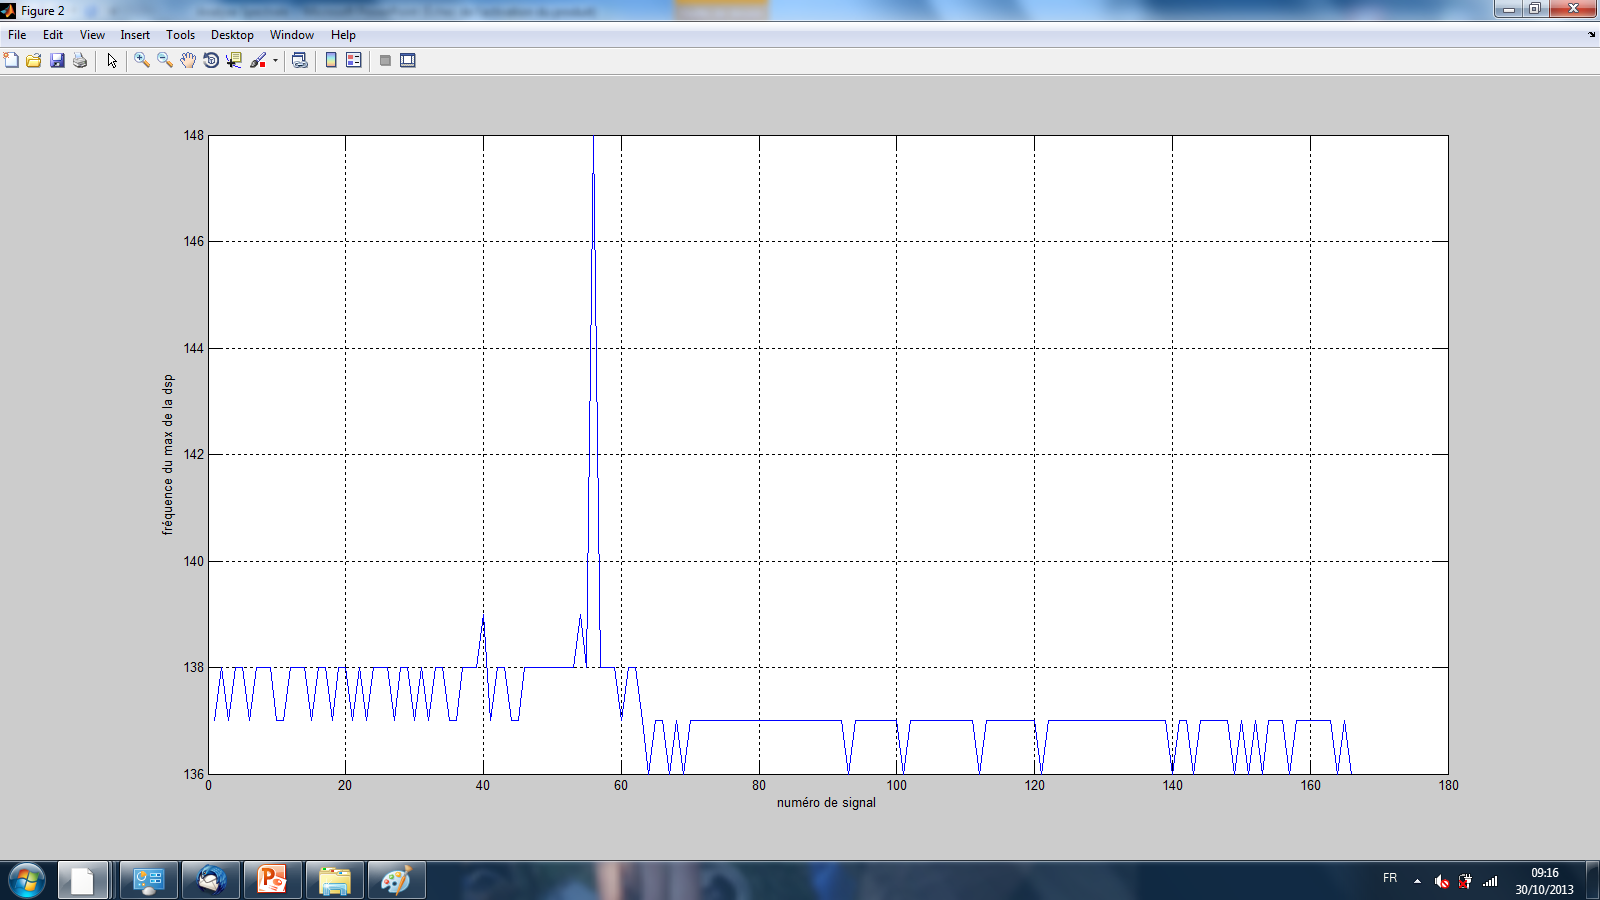 Figure 2
File Edit View Insert Tools Desktop Window Help
148
146
144
142
140
138
136
fréquence du max de la dsp
0 20 40 60 80 100 120 140 160 180
numéro de signal
FR
09:16
30/10/2013